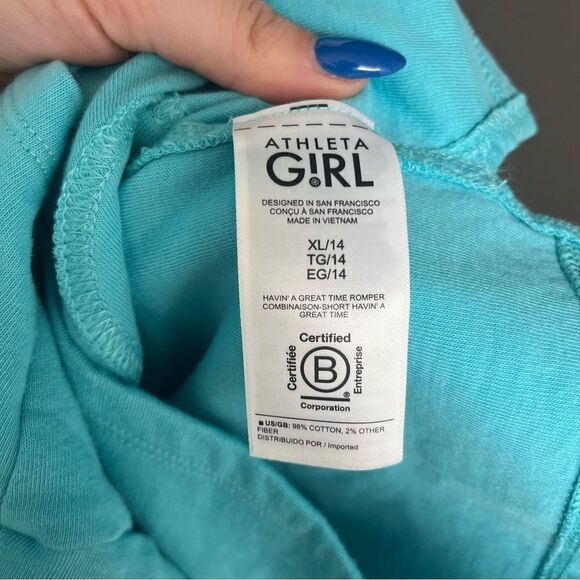 ATHLETA
G!RL
DESIGNED IN SAN FRANCISCO
CONÇU À SAN FRANCISCO
MADE IN VIETNAM
XL/14
TG/14
EG/14
HAVIN' A GREAT TIME ROMPER
COMBINAISON-SHORT HAVIN' A
GREAT TIME
Certified
Certifiée
B
Entreprise
®
Corporation
US/GB: 98% COTTON, 2% OTHER
FIBER
DISTRIBUIDO POR / Imported